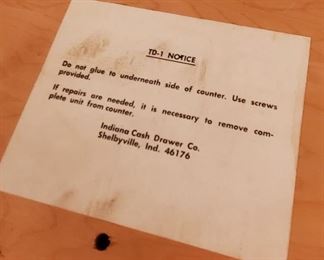 TD-1 NOTICE
Do not glue to underneath side of counter. Use screws
provided.
If repairs are needed, it is necessary to remove com-
plete unit from counter.
Indiana Cash Drawer Co.
Shelbyville, Ind. 46176